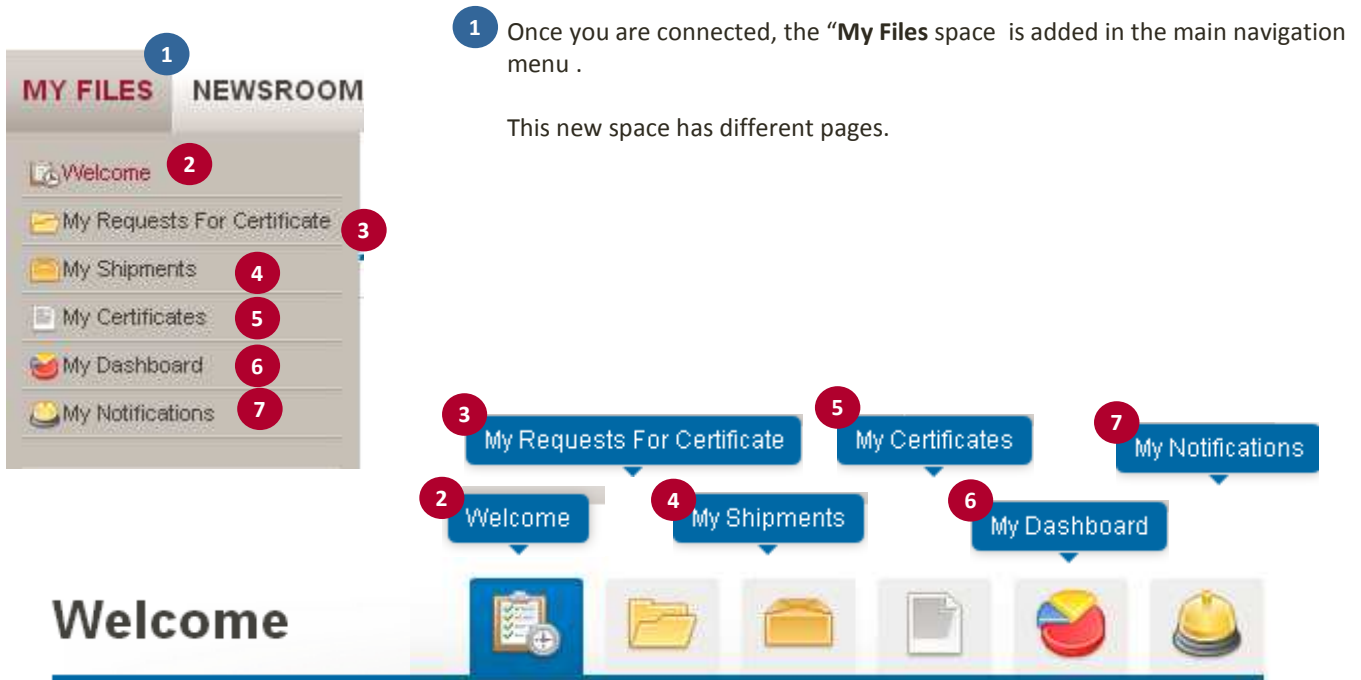 1
MY FILES NEWSROOM
Welcome 2
My Requests For Certificate 3
My Shipments 4
My Certificates 5
My Dashboard 6
My Notifications 7
1 Once you are connected, the “My Files space  is added in the main navigation
menu .
This new space has different pages.
3 My Requests For Certificate
5 My Certificates
7 My Notifications
2 Welcome
4 My Shipments
6 My Dashboard
Welcome